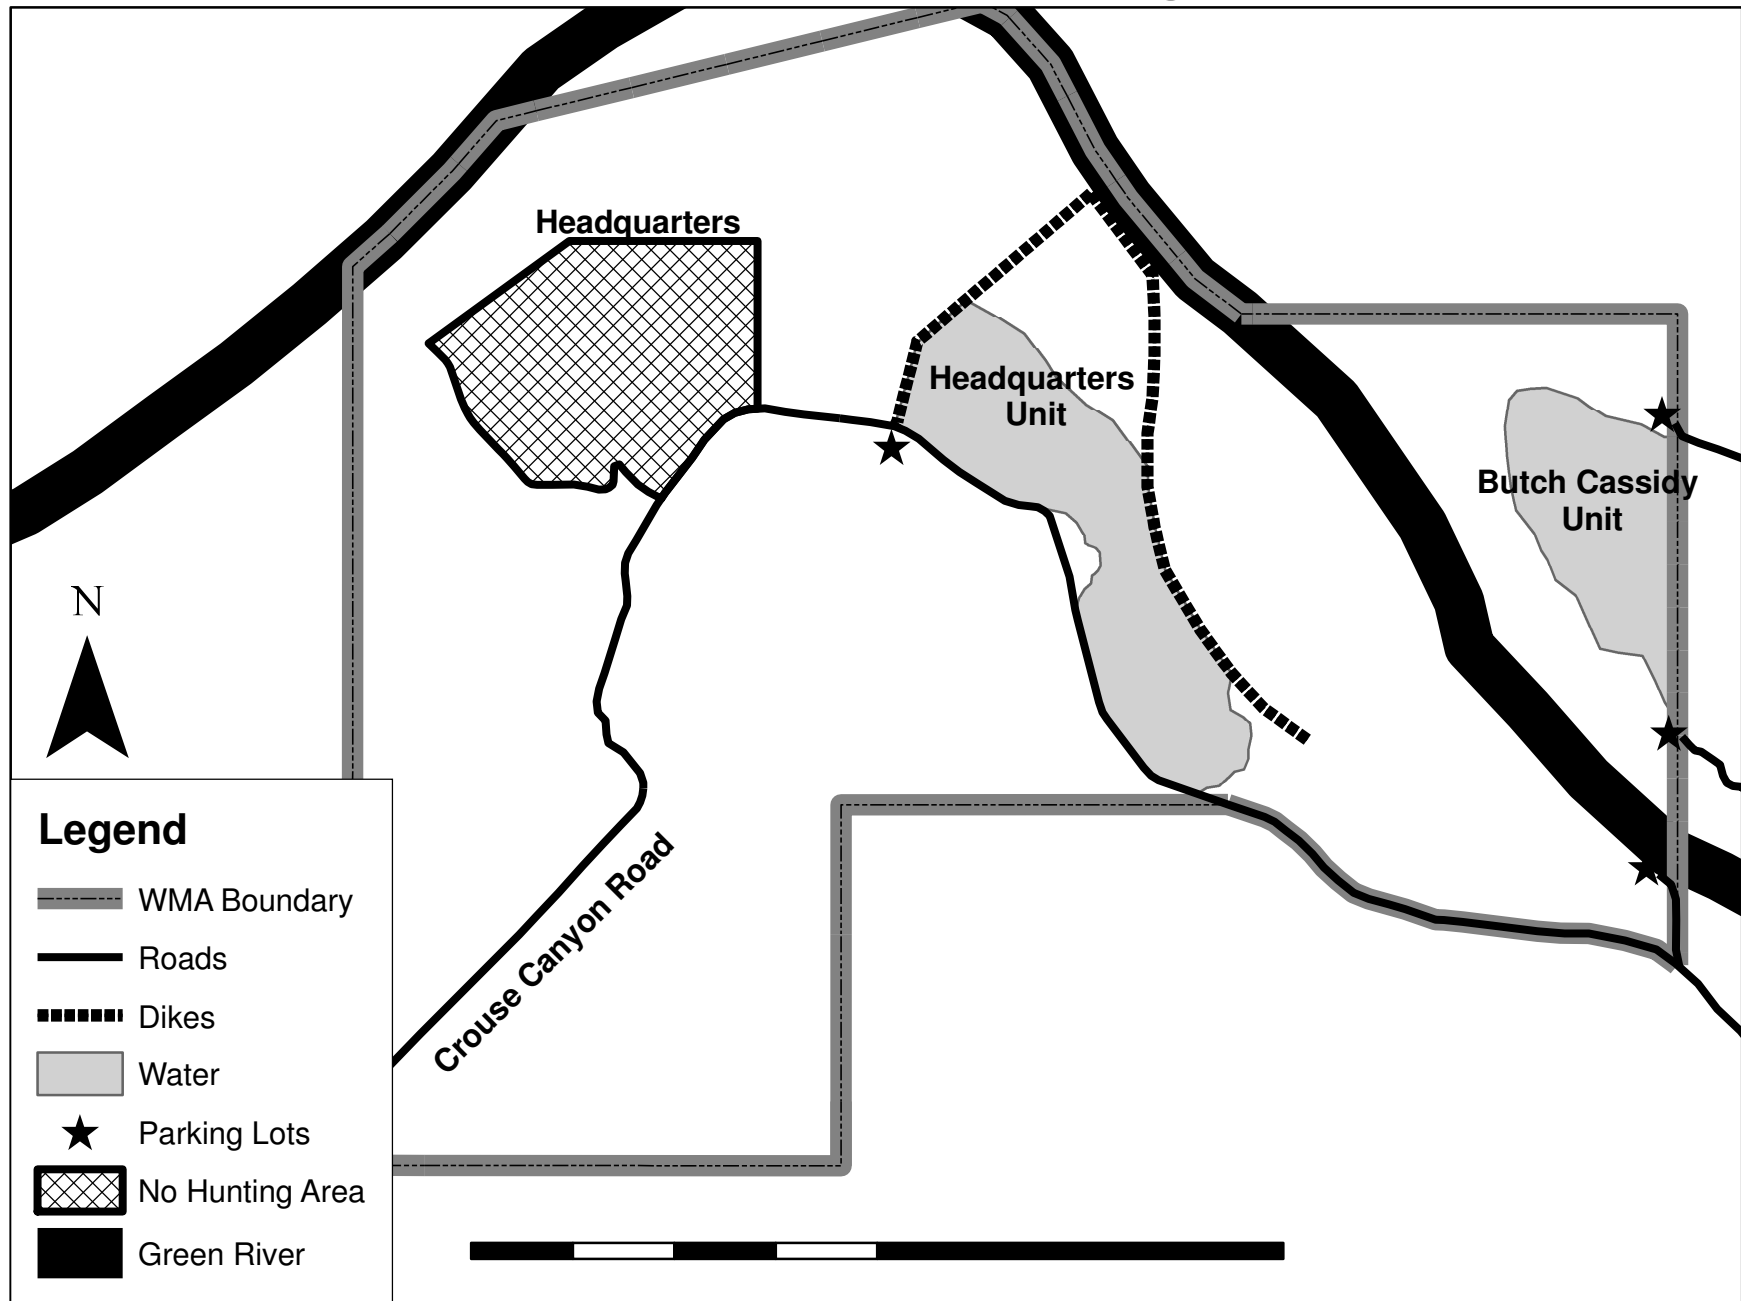 Headquarters
Headquarters
Unit
Butch Cassidy
Unit
N
Crouse Canyon Road
Legend
WMA Boundary
Roads
Dikes
Water
Parking Lots
No Hunting Area
Green River